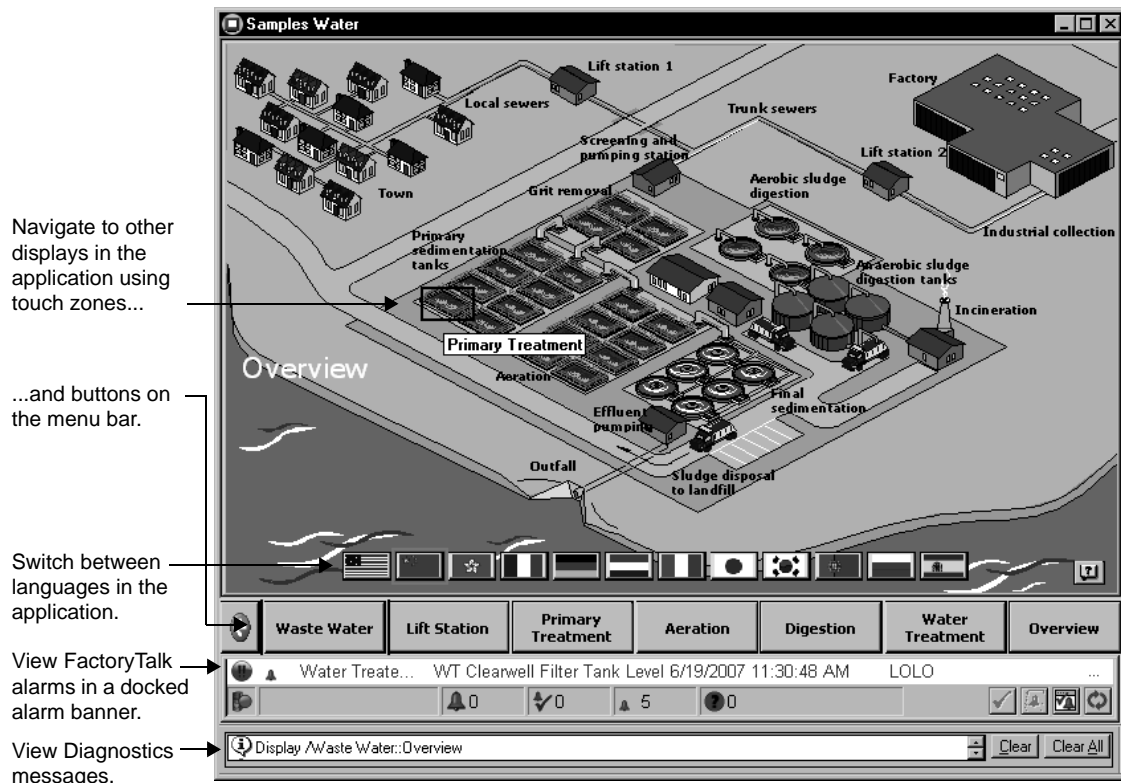 Samples Water
Lift station 1
Factory
Local sewers
Trunk sewers
Screening and
pumping station
Lift station 2
Town
Grit removal
Aerobic sludge
digestion
Industrial collection
Primary
sedimentation
tanks
Anaerobic sludge
digestion tanks
Incineration
Primary Treatment
Overview
Aeration
Final
sedimentation
Effluent
pumping
Outfall
Sludge disposal
to landfill
Navigate to other
displays in the
application using
touch zones...
...and buttons on
the menu bar.
Switch between
languages in the
application.
?
Waste Water
Lift Station
Primary
Treatment
Aeration
Digestion
Water
Treatment
Overview
View FactoryTalk
alarms in a docked
alarm banner.
Water Treate... WT Clearwell Filter Tank Level 6/19/2007 11:30:48 AM LOLO ...
0 0 5 ? 0
View Diagnostics
messages.
Display /Waste Water::Overview
Clear
Clear All